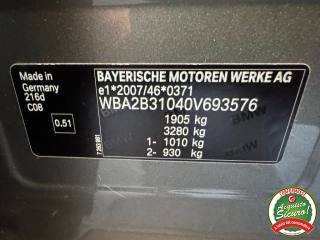 BAYERISCHE MOTOREN WERKE AG
e1*2007/46*0371
WBA2B31040V693576
1905 kg
3280 kg
1- 1010 kg
2- 930 kg
Made in
Germany
216d
C08
0.51
Acquisto
Sicuro!